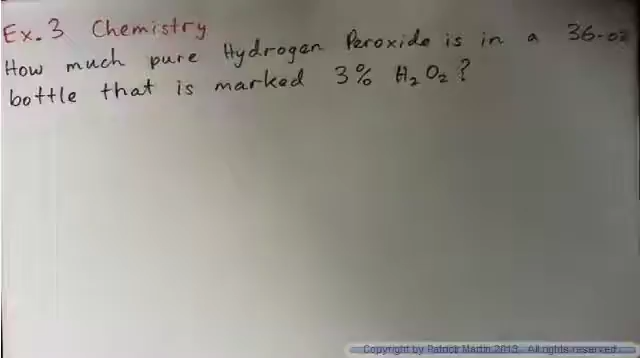 Ex. 3 Chemistry
How much pure Hydrogen Peroxide is in a 36-oz
bottle that is marked 3% H₂O₂?
Copyright by Patrick Martin 2013. All rights reserved.